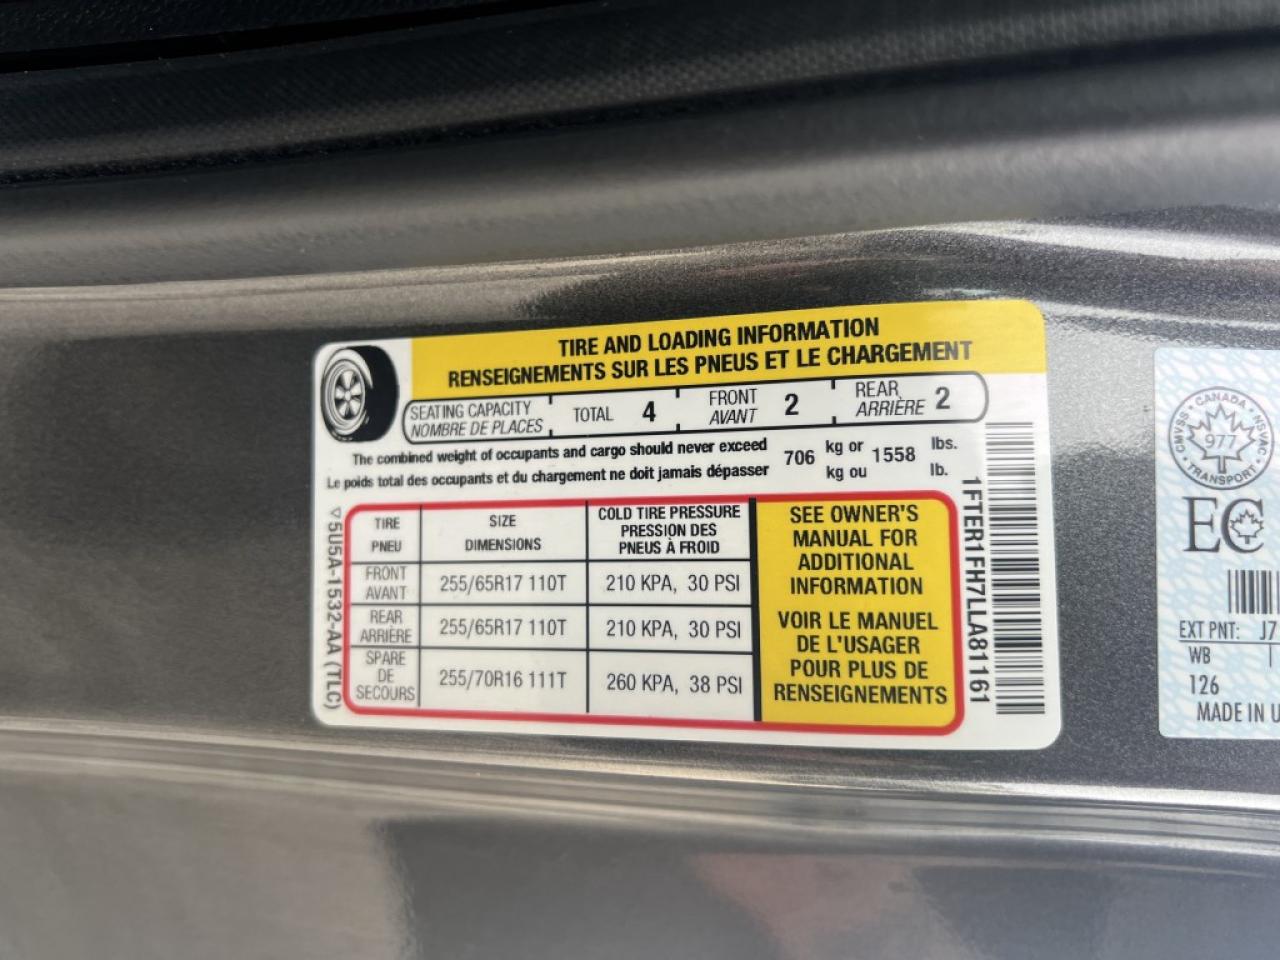 TIRE AND LOADING INFORMATION
RENSEIGNEMENTS SUR LES PNEUS ET LE CHARGEMENT
SEATING CAPACITY
NOMBRE DE PLACES
TOTAL 4
FRONT
AVANT
2
REAR
ARRIÈRE
2
The combined weight of occupants and cargo should never exceed
Le poids total des occupants et du chargement ne doit jamais dépasser
706
kg or
kg ou
1558
lbs.
lb.
TIRE
PNEU
SIZE
DIMENSIONS
COLD TIRE PRESSURE
PRESSION DES
PNEUS À FROID
FRONT
AVANT
255/65R17 110T
210 KPA, 30 PSI
REAR
ARRIÈRE
255/65R17 110T
210 KPA, 30 PSI
SPARE
DE
SECOURS
255/70R16 111T
260 KPA, 38 PSI
SEE OWNER'S
MANUAL FOR
ADDITIONAL
INFORMATION
VOIR LE MANUEL
DE L'USAGER
POUR PLUS DE
RENSEIGNEMENTS
5U5A-1532-AA (TLC)
1FTER1FH7LLA81161
CMVSS • CANADA • NSVAC • TRANSPORT •
977
EC
EXT PNT: J7
WB
126
MADE IN U